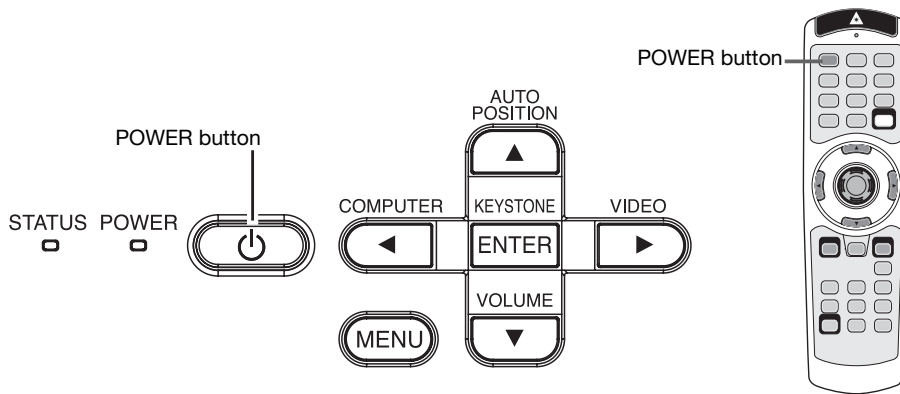 POWER button
AUTO
POSITION
POWER button
COMPUTER
KEYSTONE
VIDEO
STATUS
POWER
ENTER
VOLUME
MENU